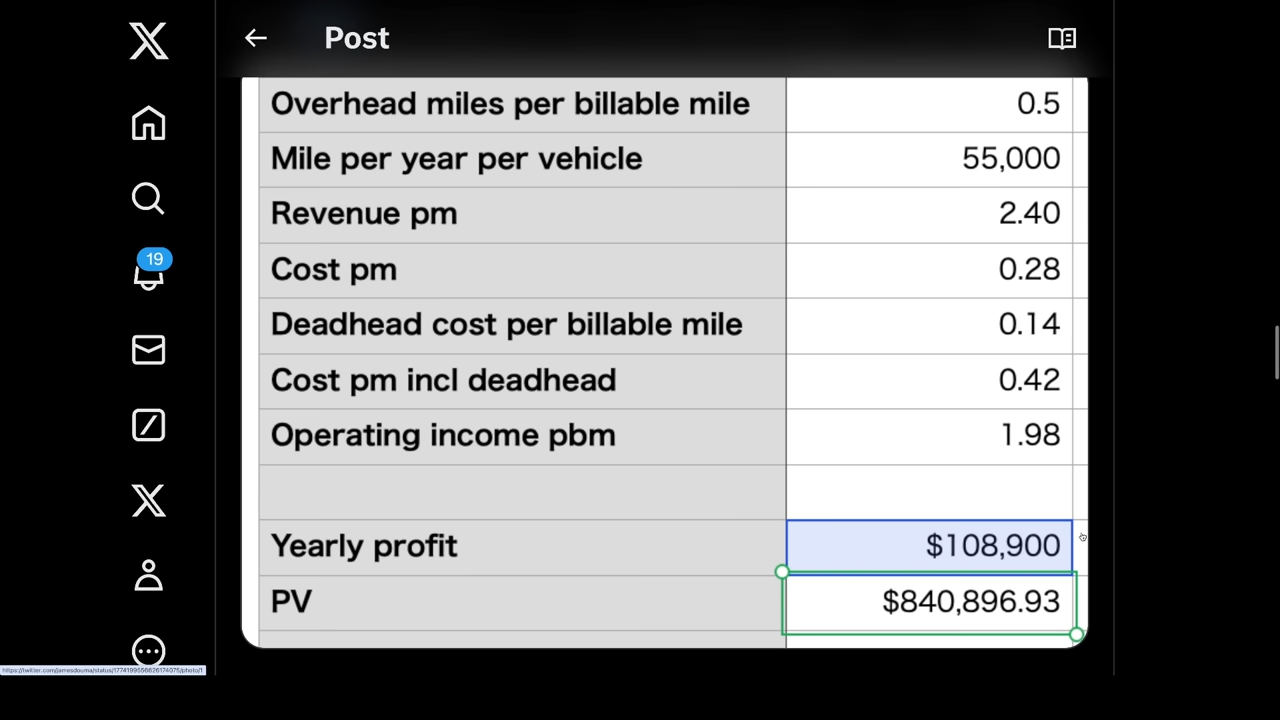 Post
Overhead miles per billable mile 0.5
Mile per year per vehicle 55,000
Revenue pm 2.40
Cost pm 0.28
19
Deadhead cost per billable mile 0.14
Cost pm incl deadhead 0.42
Operating income pbm 1.98
Yearly profit $108,900
PV $840,896.93